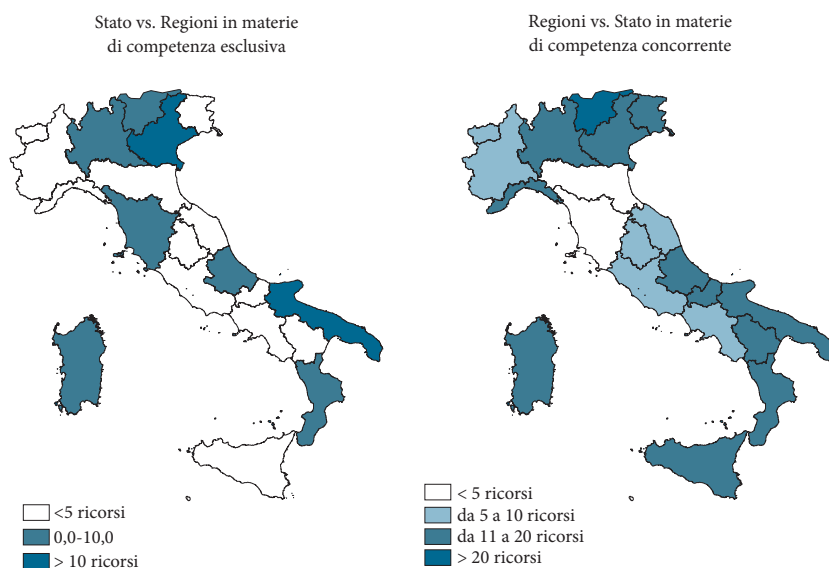 Stato vs. Regioni in materie
di competenza esclusiva
Regioni vs. Stato in materie
di competenza concorrente
<5 ricorsi
0,0-10,0
> 10 ricorsi
< 5 ricorsi
da 5 a 10 ricorsi
da 11 a 20 ricorsi
> 20 ricorsi